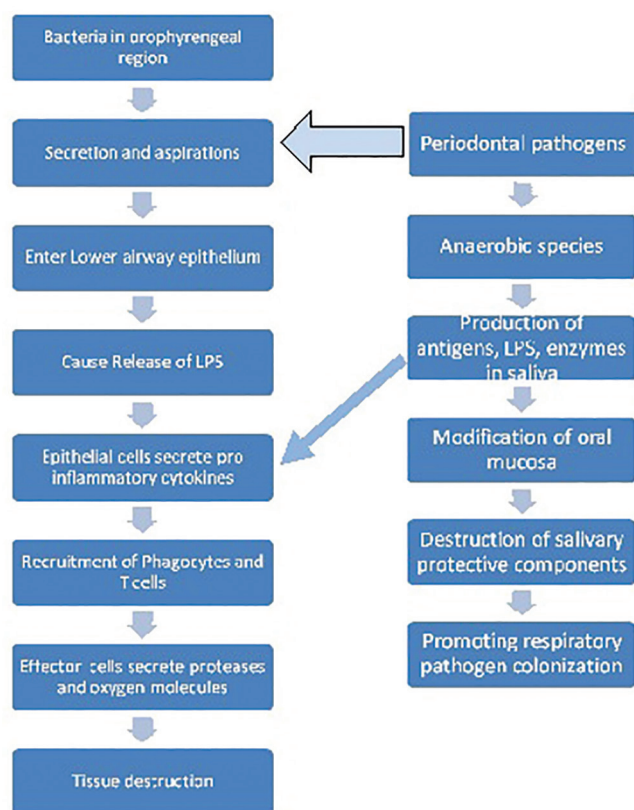 Bacteria in orophyrengeal
region
Secretion and aspirations
Enter Lower airway epithelium
Cause Release of LPS
Epithelial cells secrete pro
inflammatory cytokines
Recruitment of Phagocytes and
T cells
Effector cells secrete proteases
and oxygen molecules
Tissue destruction
Periodontal pathogens
Anaerobic species
Production of
antigens, LPS, enzymes
in saliva
Modification of oral
mucosa
Destruction of salivary
protective components
Promoting respiratory
pathogen colonization